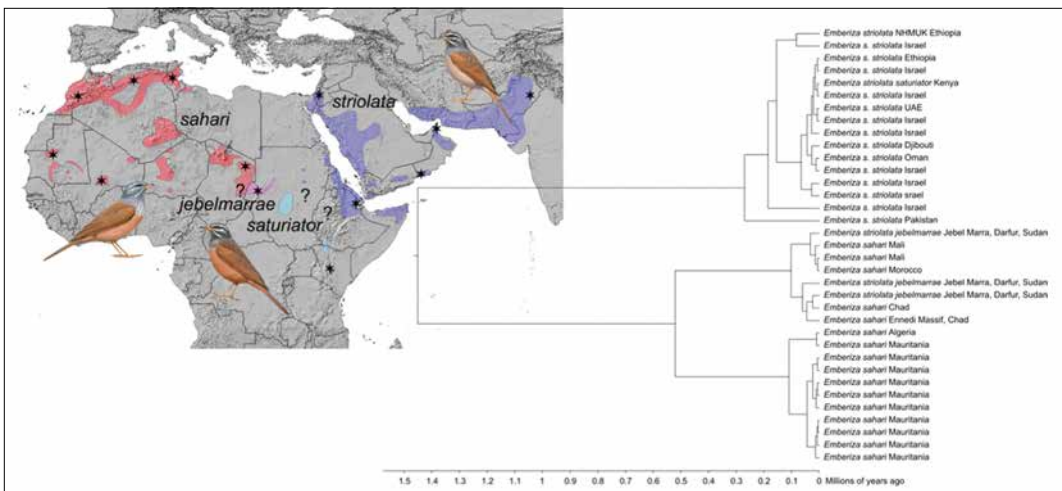 sahari
striolata
?
?
?
jebelmarrae
saturiator
Emberiza striolata NHMUK Ethiopia
Emberiza s. striolata Israel
Emberiza s. striolata Ethiopia
Emberiza s. striolata Israel
Emberiza striolata saturiator Kenya
Emberiza s. striolata Israel
Emberiza s. striolata UAE
Emberiza s. striolata Israel
Emberiza s. striolata Israel
Emberiza s. striolata Djibouti
Emberiza s. striolata Oman
Emberiza s. striolata Israel
Emberiza s. striolata Israel
Emberiza s. striolata srael
Emberiza s. striolata Israel
Emberiza s. striolata Pakistan
Emberiza striolata jebelmarrae Jebel Marra, Darfur, Sudan
Emberiza sahari Mali
Emberiza sahari Mali
Emberiza sahari Morocco
Emberiza striolata jebelmarrae Jebel Marra, Darfur, Sudan
Emberiza striolata jebelmarrae Jebel Marra, Darfur, Sudan
Emberiza sahari Chad
Emberiza sahari Ennedi Massif, Chad
Emberiza sahari Algeria
Emberiza sahari Mauritania
Emberiza sahari Mauritania
Emberiza sahari Mauritania
Emberiza sahari Mauritania
Emberiza sahari Mauritania
Emberiza sahari Mauritania
Emberiza sahari Mauritania
Emberiza sahari Mauritania
Emberiza sahari Mauritania
Emberiza sahari Mauritania
1.5 1.4 1.3 1.2 1.1 1 0.9 0.8 0.7 0.6 0.5 0.4 0.3 0.2 0.1 0 Millions of years ago